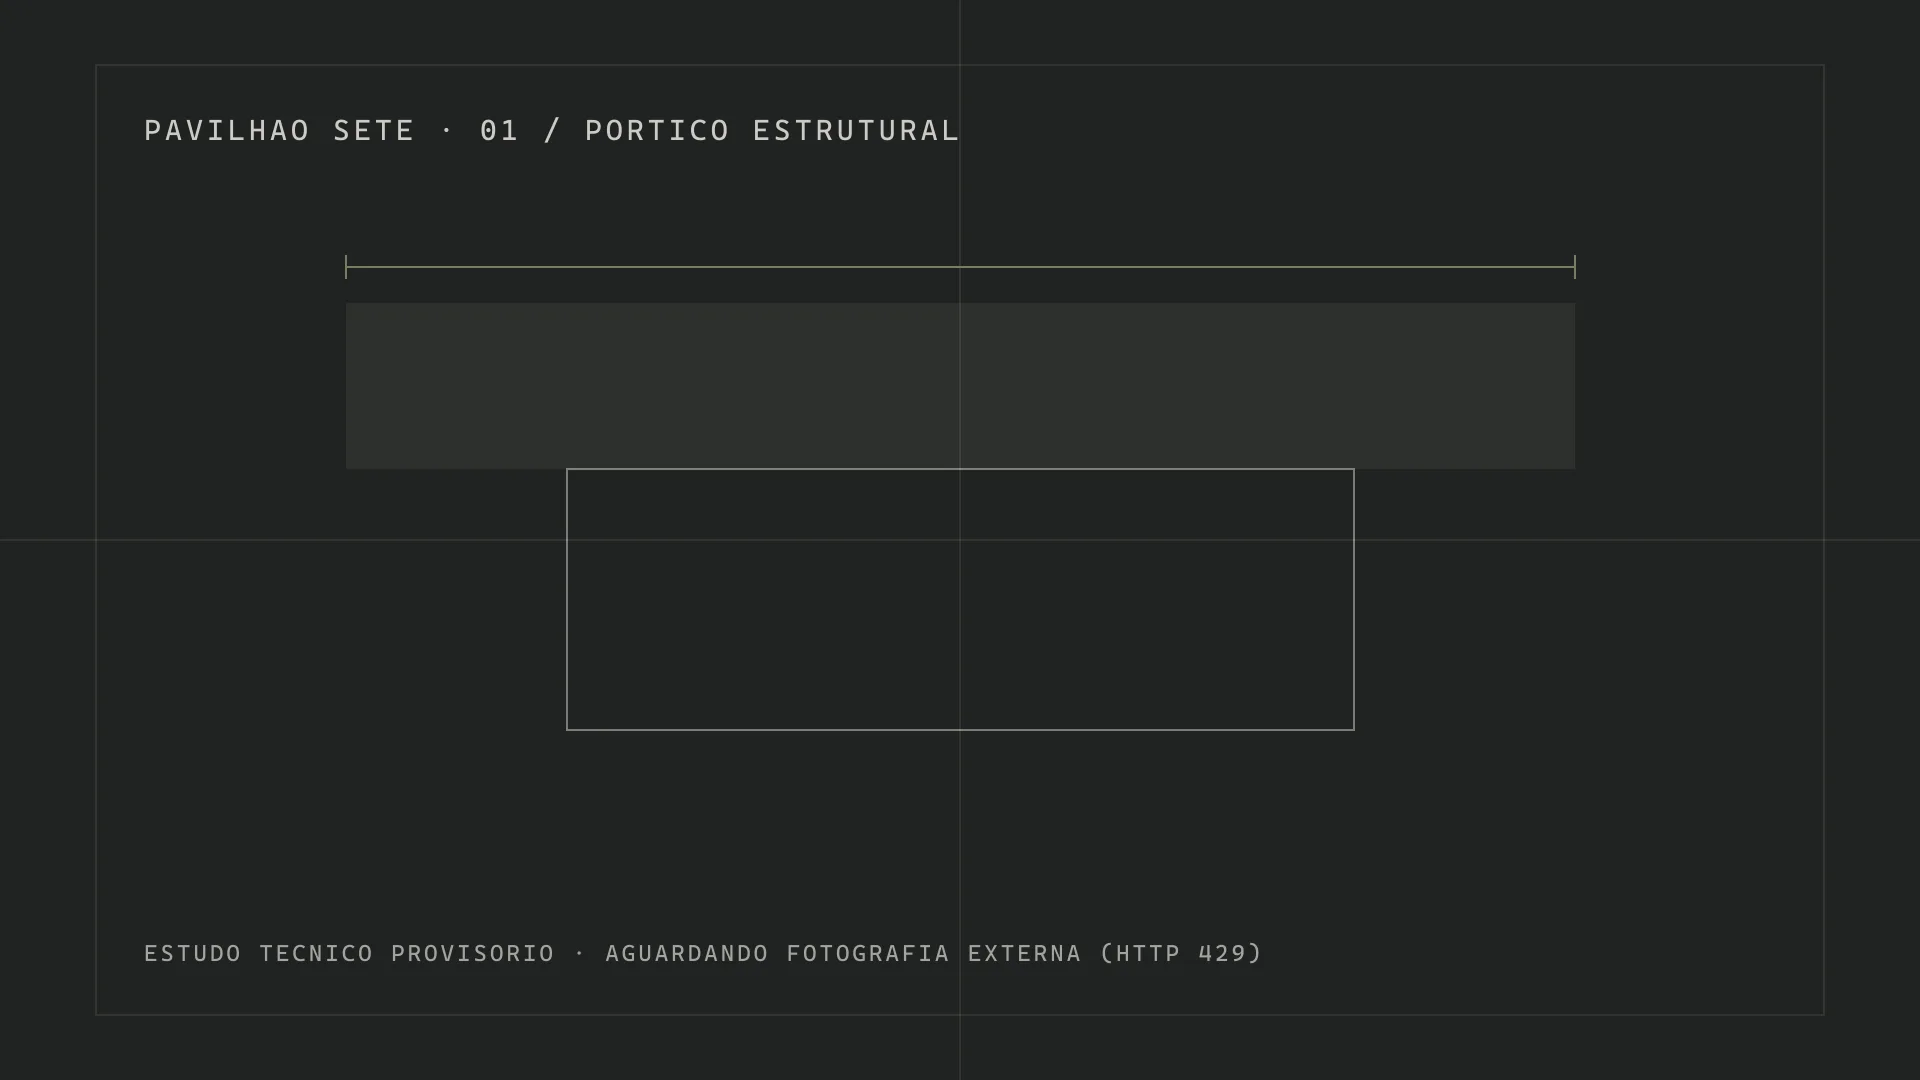 PAVILHAO SETE · 01 / PORTICO ESTRUTURAL
ESTUDO TECNICO PROVISORIO · AGUARDANDO FOTOGRAFIA EXTERNA (HTTP 429)